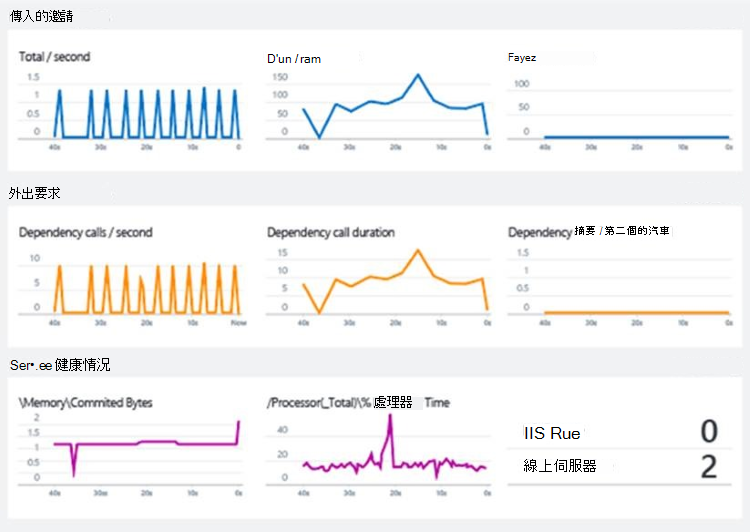 傳入的邀請
Total / second
D'un / ram
Fayez
1.5
1
0.5
0
40s 30s 20s 10s 0
150
100
50
0
40s 30s 20s 10s 0s
100
50
0
40s 30s 20s 10s 0s
外出要求
Dependency calls / second
Dependency call duration
Dependency 摘要 / 第二個的汽車
10
5
0
40s 30s 20s 10s Now
15
10
5
0
40s 30s 20s 10s 0s
1.5
1
0.5
0
40s 30s 20s 10s 0s
Ser•.ee 健康情況
\Memory\Commited Bytes
/Processor(_Total)\% 處理器 Time
2
1.5
1
0.5
0
40s 30s 20s 10s 0s
40
20
0
40s 30s 20s 10s 0s
IIS Rue 0
線上伺服器 2